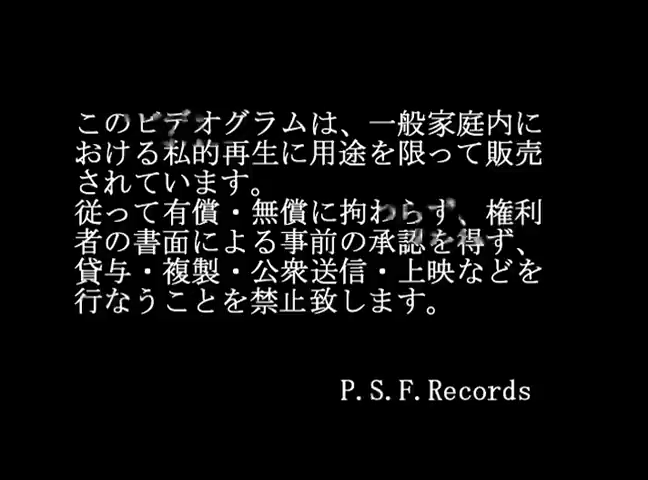 このビデオグラムは、一般家庭内に
おける私的再生に用途を限って販売
されています。
従って有償・無償に拘わらず、権利
者の書面による事前の承認を得ず、
貸与・複製・公衆送信・上映などを
行なうことを禁止致します。
P.S.F.Records